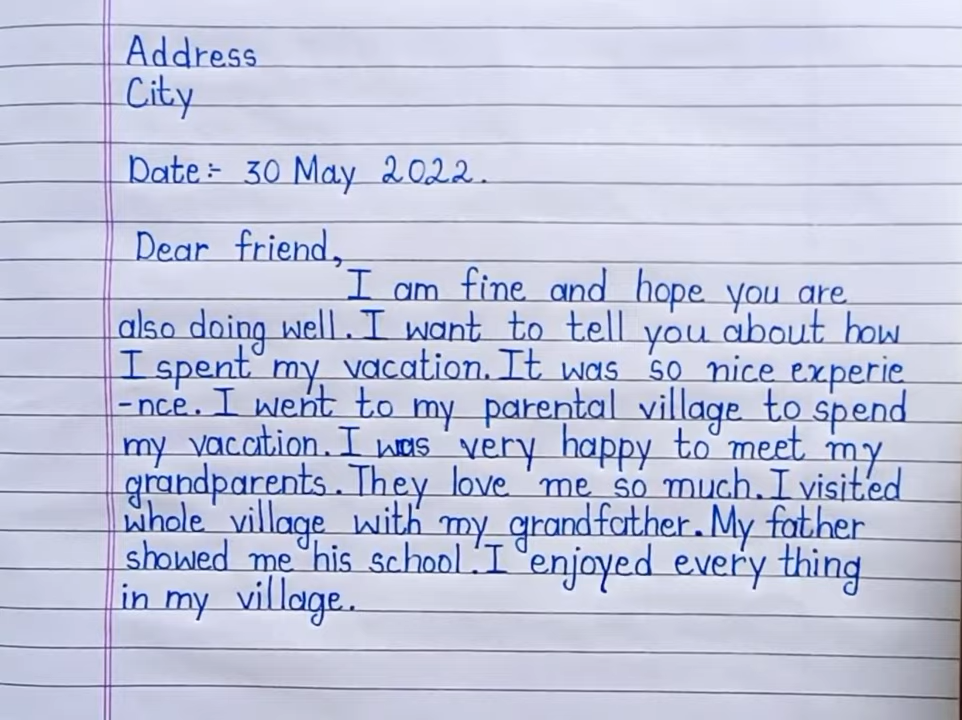 Address
City
Date:- 30 May 2022.
Dear friend,
I am fine and hope you are
also doing well. I want to tell you about how
I spent my vacation. It was so nice experie
-nce. I went to my parental village to spend
my vacation. I was very happy to meet my
grandparents. They love me so much. I visited
whole village with my grandfather. My father
showed me his school. I enjoyed every thing
in my village.